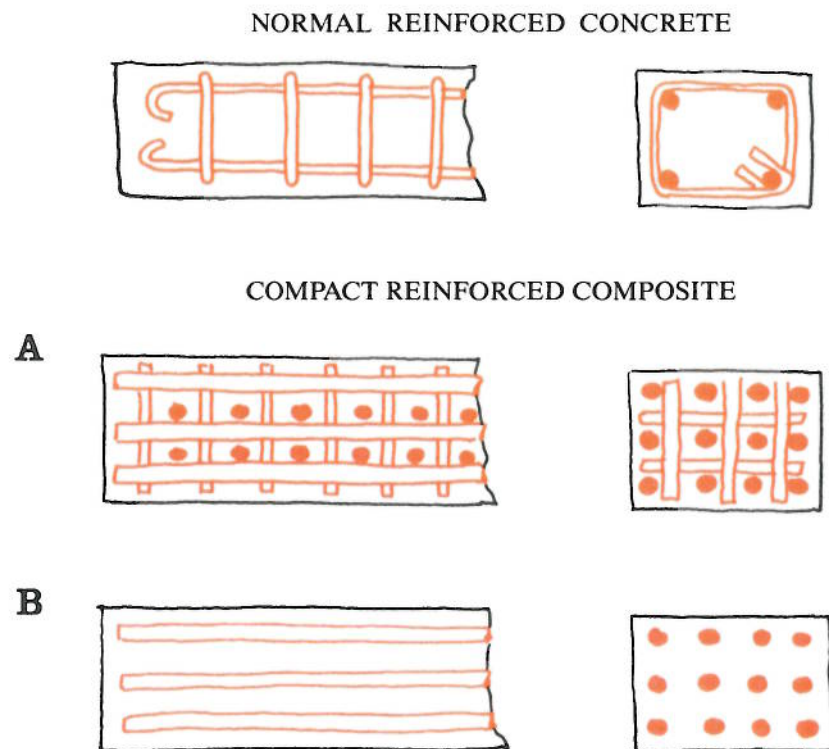 NORMAL REINFORCED CONCRETE
COMPACT REINFORCED COMPOSITE
A
B